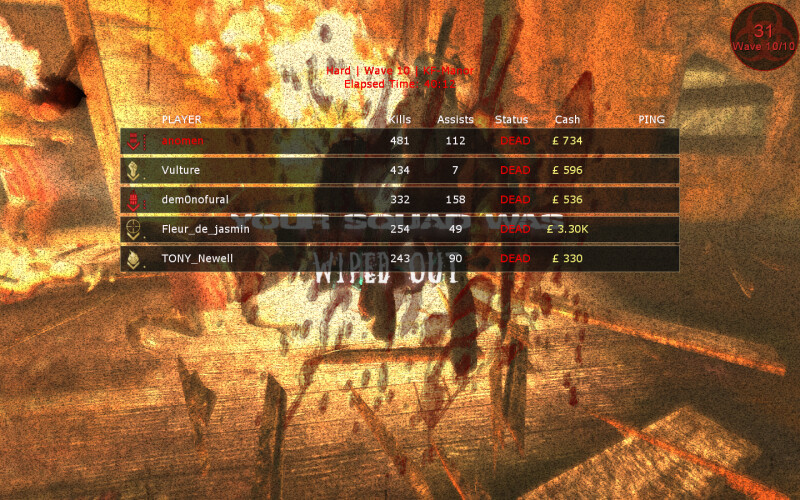 31
Wave 10/10
Hard | Wave 10 |
Elapsed Time:
PLAYER Kills Assists Status Cash PING
481 112 DEAD £ 734
Vulture 434 7 DEAD £ 596
dem0nofural 332 158 DEAD £ 536
YOUR SQUAD WAS
Fleur_de_jasmin 254 49 DEAD £ 3.30K
TONY_Newell 243 90 DEAD £ 330
WIPED OUT